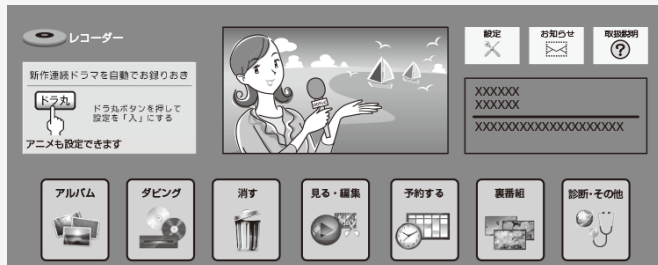 レコーダー
設定
お知らせ
取扱説明
新作連続ドラマを自動でお録りおき
ドラ丸
ドラ丸ボタンを押して
設定を「入」にする
アニメも設定できます
XXXXXX
XXXXXX
XXXXXXXXXXXXXXXXXXXX
アルバム
ダビング
消す
見る・編集
予約する
裏番組
診断・その他